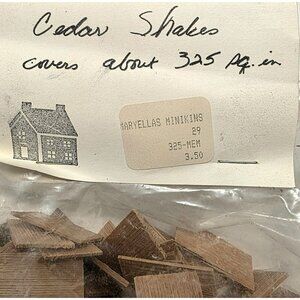 Cedar Shakes
covers about 325 sq. in
MARYELLAS MINIKINS
29
325-MEM
3.50